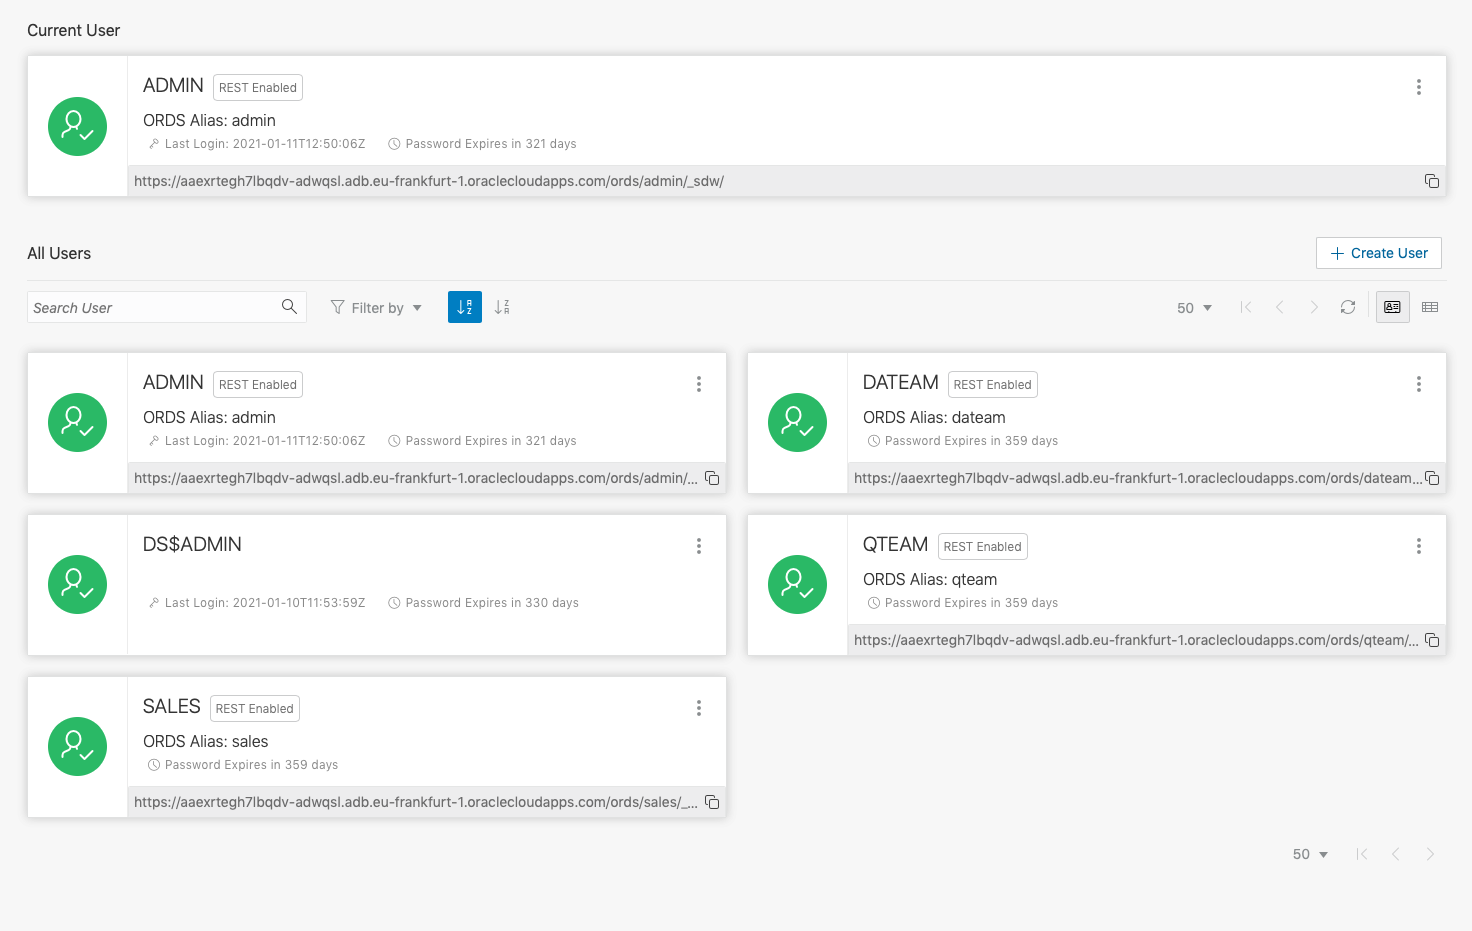 Current User
ADMIN REST Enabled
ORDS Alias: admin
Last Login: 2021-01-11T12:50:06Z Password Expires in 321 days
https://aaexrtegh7lbqdv-adwqsl.adb.eu-frankfurt-1.oraclecloudapps.com/ords/admin/_sdw/
All Users
Create User
Search User
Filter by
A Z
Z A
50
ADMIN REST Enabled
ORDS Alias: admin
Last Login: 2021-01-11T12:50:06Z Password Expires in 321 days
https://aaexrtegh7lbqdv-adwqsl.adb.eu-frankfurt-1.oraclecloudapps.com/ords/admin/...
DATEAM REST Enabled
ORDS Alias: dateam
Password Expires in 359 days
https://aaexrtegh7lbqdv-adwqsl.adb.eu-frankfurt-1.oraclecloudapps.com/ords/dateam...
DS$ADMIN
Last Login: 2021-01-10T11:53:59Z Password Expires in 330 days
QTEAM REST Enabled
ORDS Alias: qteam
Password Expires in 359 days
https://aaexrtegh7lbqdv-adwqsl.adb.eu-frankfurt-1.oraclecloudapps.com/ords/qteam/...
SALES REST Enabled
ORDS Alias: sales
Password Expires in 359 days
https://aaexrtegh7lbqdv-adwqsl.adb.eu-frankfurt-1.oraclecloudapps.com/ords/sales/_...
50